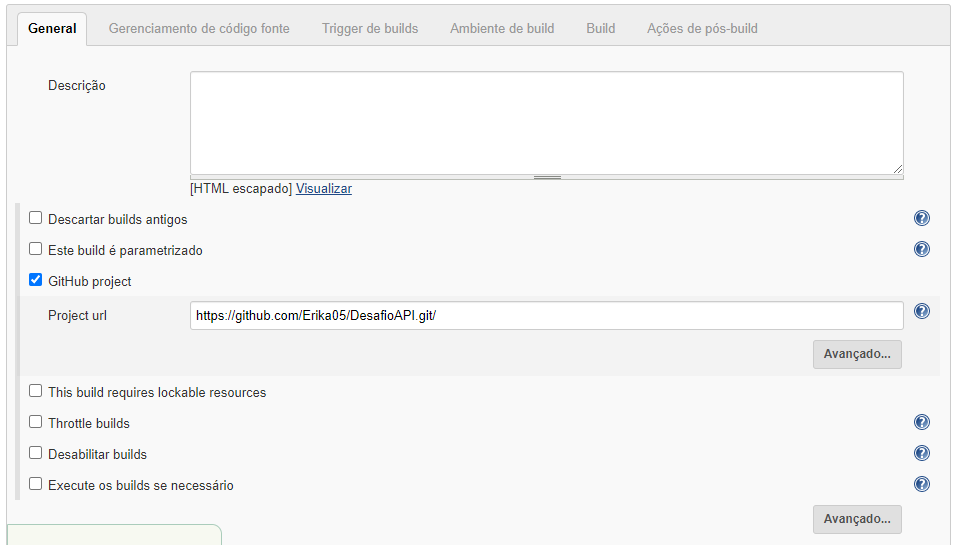 General Gerenciamento de código fonte Trigger de builds Ambiente de build Build Ações de pós-build
Descrição
[HTML escapado] Visualizar
Descartar builds antigos ?
Este build é parametrizado ?
GitHub project
Project url https://github.com/Erika05/DesafioAPI.git/ ?
Avançado...
This build requires lockable resources
Throttle builds ?
Desabilitar builds ?
Execute os builds se necessário ?
Avançado...